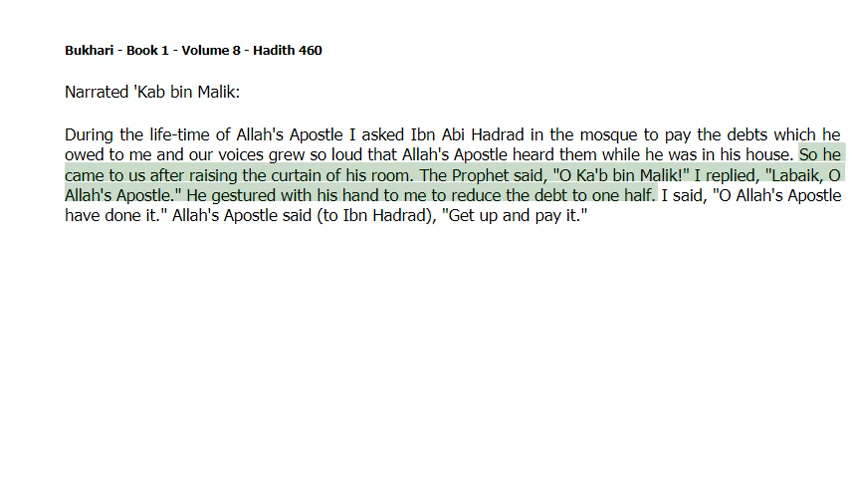 Bukhari - Book 1 - Volume 8 - Hadith 460
Narrated 'Kab bin Malik:
During the life-time of Allah's Apostle I asked Ibn Abi Hadrad in the mosque to pay the debts which he
owed to me and our voices grew so loud that Allah's Apostle heard them while he was in his house. So he
came to us after raising the curtain of his room. The Prophet said, "O Ka'b bin Malik!" I replied, "Labaik, O
Allah's Apostle." He gestured with his hand to me to reduce the debt to one half. I said, "O Allah's Apostle
have done it." Allah's Apostle said (to Ibn Hadrad), "Get up and pay it."